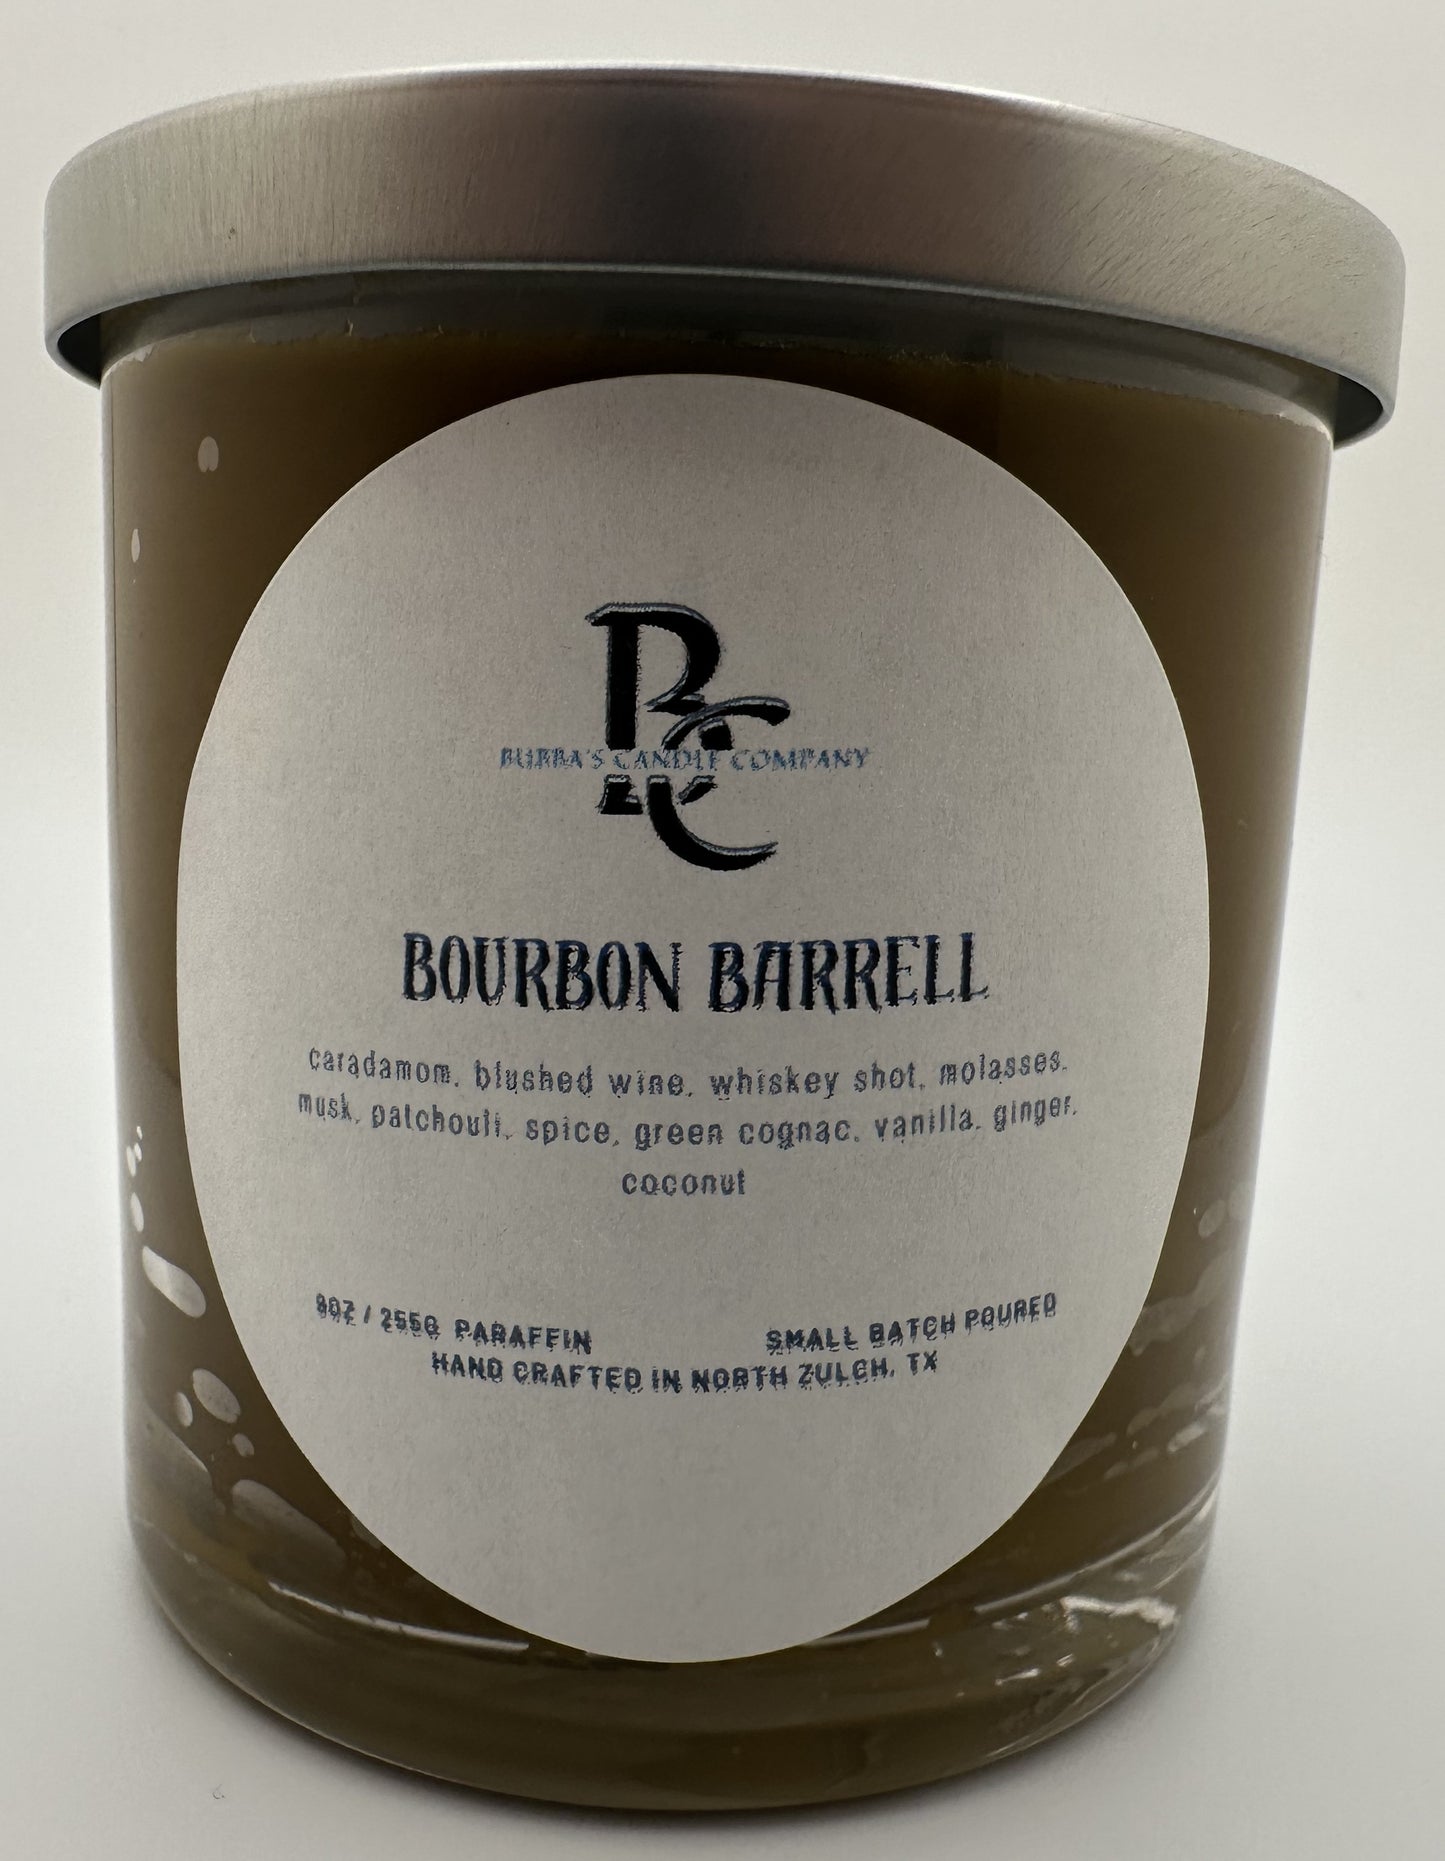 BC
BUBBA'S CANDLE COMPANY
BOURBON BARRELL
caradamom, blushed wine, whiskey shot, molasses,
musk, patchouli, spice, green cognac, vanilla, ginger,
coconut
9OZ / 255G PARAFFIN SMALL BATCH POURED
HAND CRAFTED IN NORTH ZULCH, TX